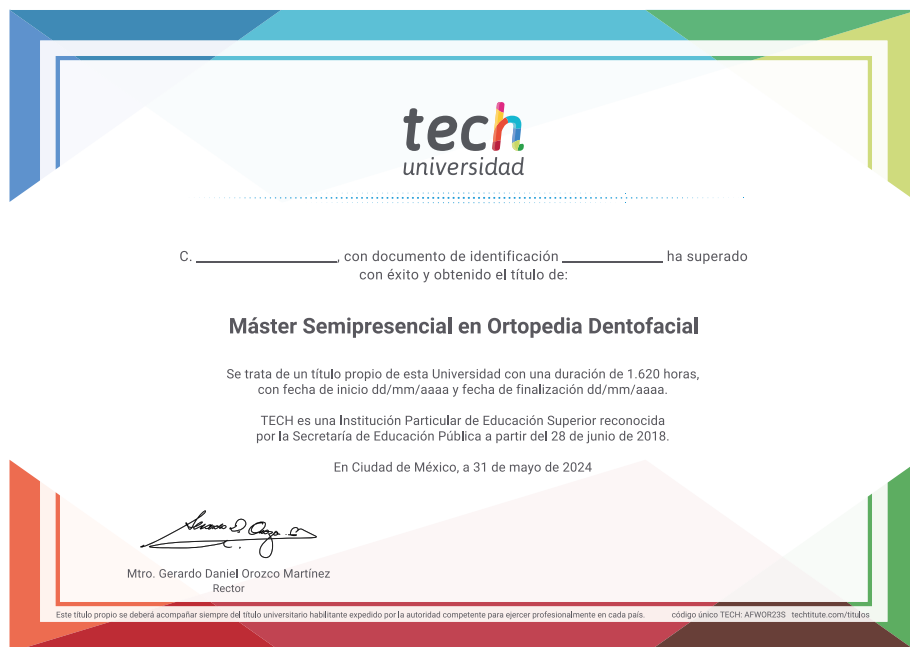 tech
universidad
C. ____________________, con documento de identificación ______________ ha superado
con éxito y obtenido el título de:
Máster Semipresencial en Ortopedia Dentofacial
Se trata de un título propio de esta Universidad con una duración de 1.620 horas,
con fecha de inicio dd/mm/aaaa y fecha de finalización dd/mm/aaaa.
TECH es una Institución Particular de Educación Superior reconocida
por la Secretaría de Educación Pública a partir del 28 de junio de 2018.
En Ciudad de México, a 31 de mayo de 2024
Mtro. Gerardo Daniel Orozco Martínez
Rector
Este título propio se deberá acompañar siempre del título universitario habilitante expedido por la autoridad competente para ejercer profesionalmente en cada país. código único TECH: AFWOR23S techtitute.com/titulos